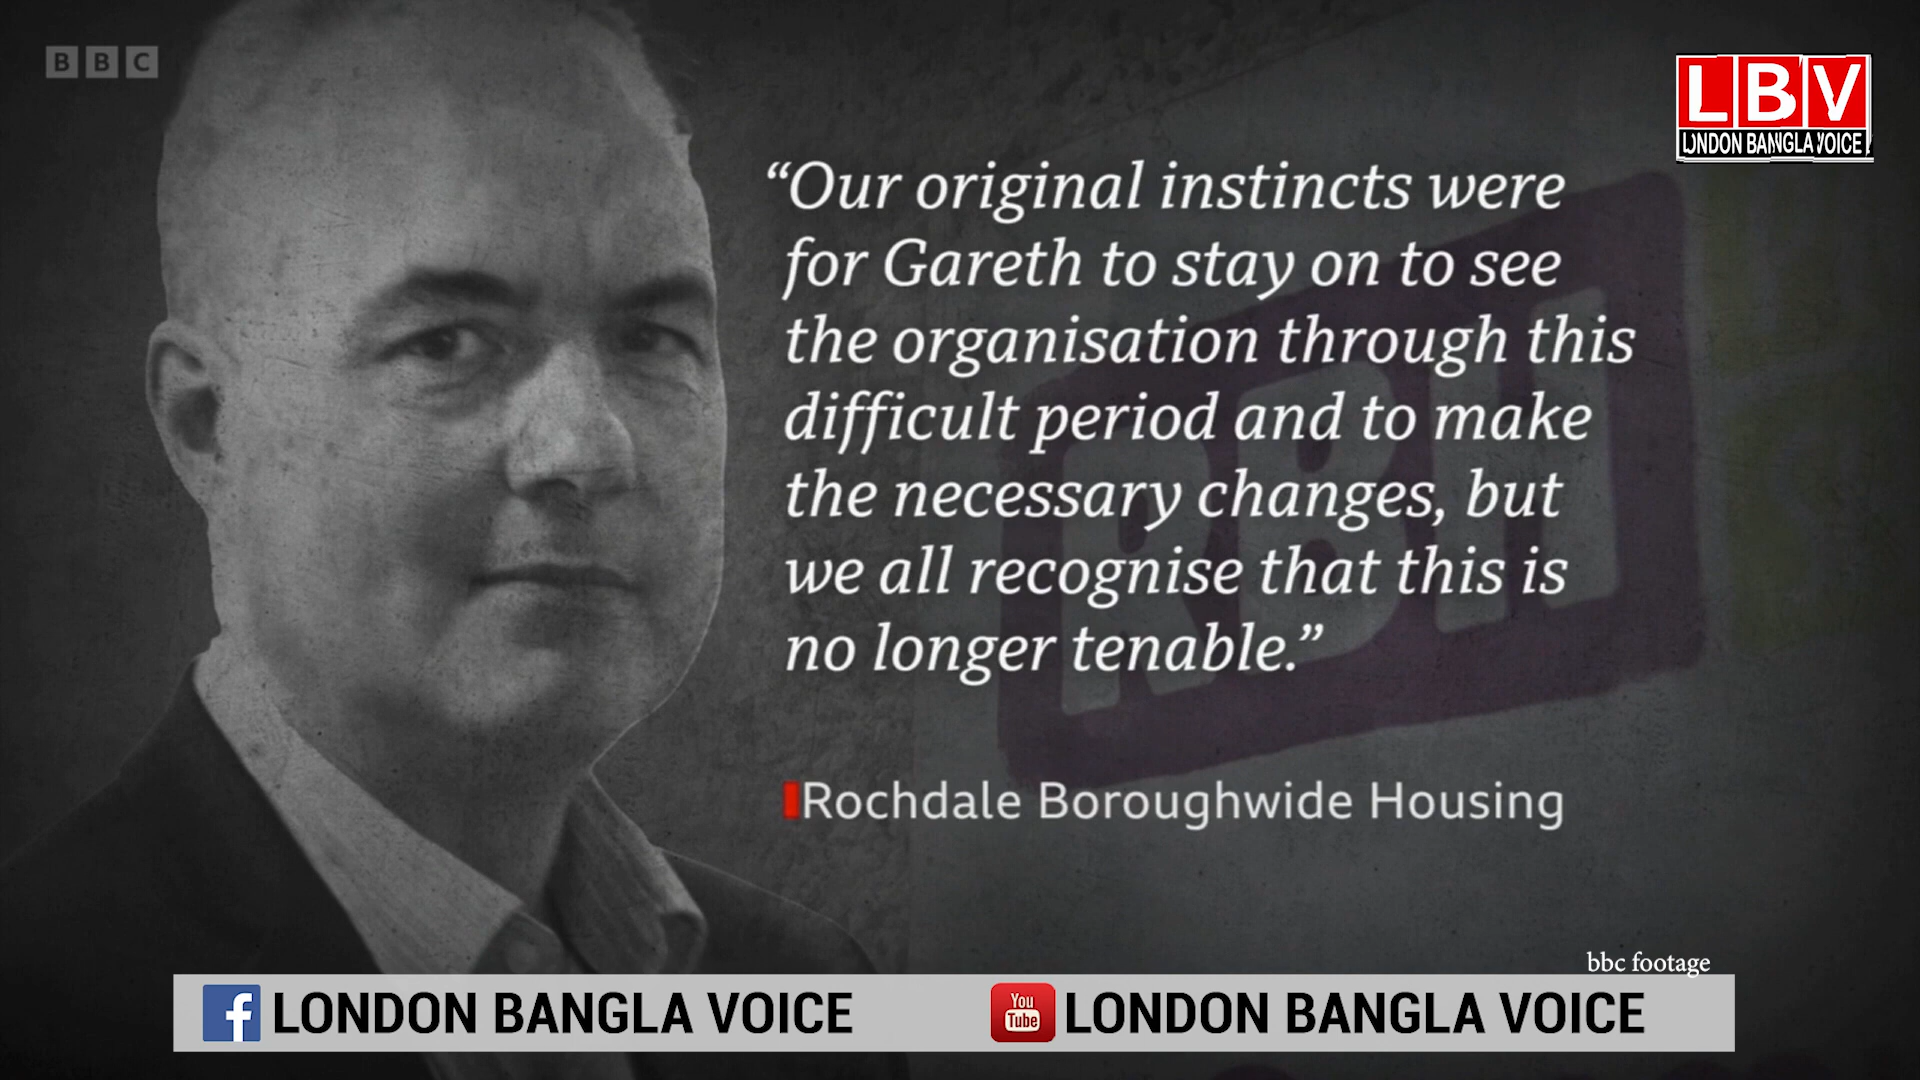 BBC
LBV
LONDON BANGLA VOICE
“Our original instincts were
for Gareth to stay on to see
the organisation through this
difficult period and to make
the necessary changes, but
we all recognise that this is
no longer tenable.”
RBH
Rochdale Boroughwide Housing
bbc footage
f LONDON BANGLA VOICE
You Tube LONDON BANGLA VOICE